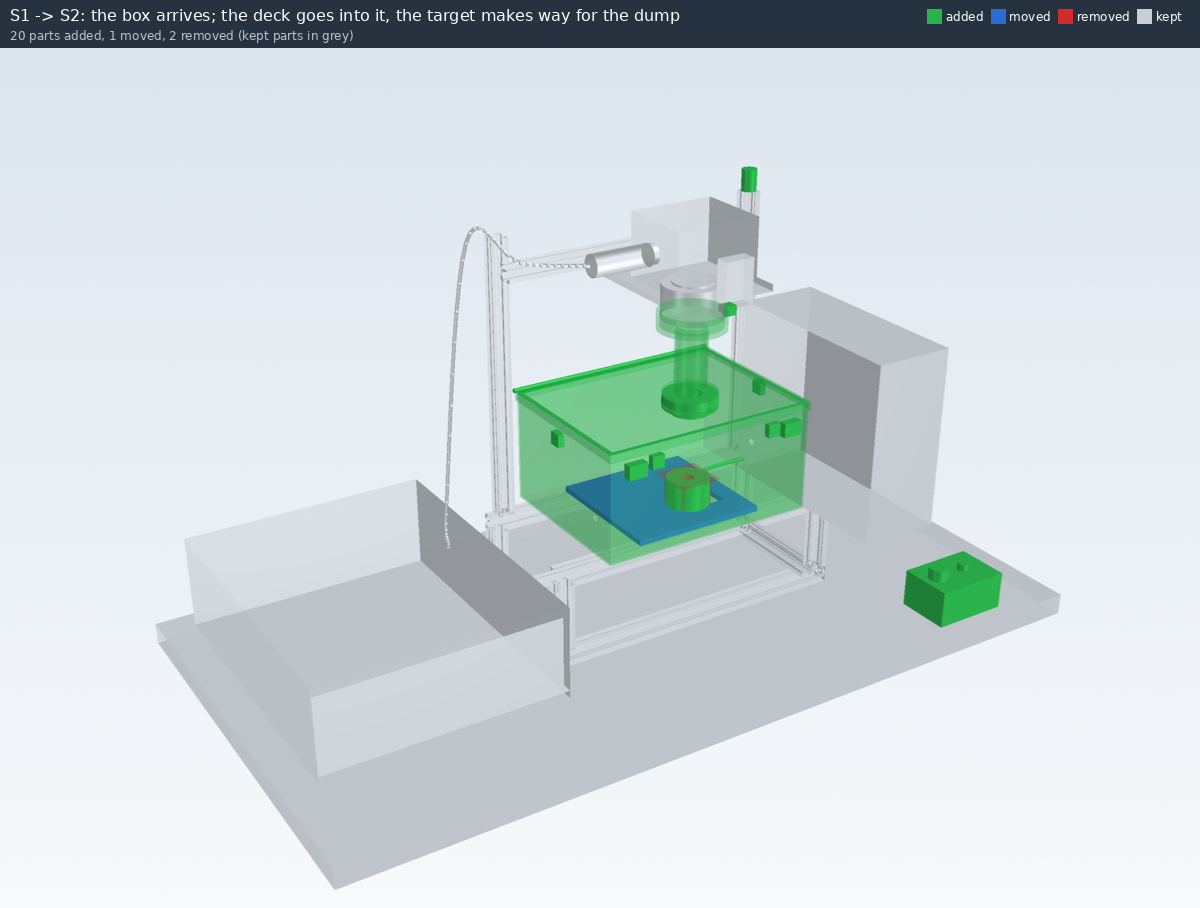 S1 -> S2: the box arrives; the deck goes into it, the target makes way for the dump
20 parts added, 1 moved, 2 removed (kept parts in grey)
added moved removed kept